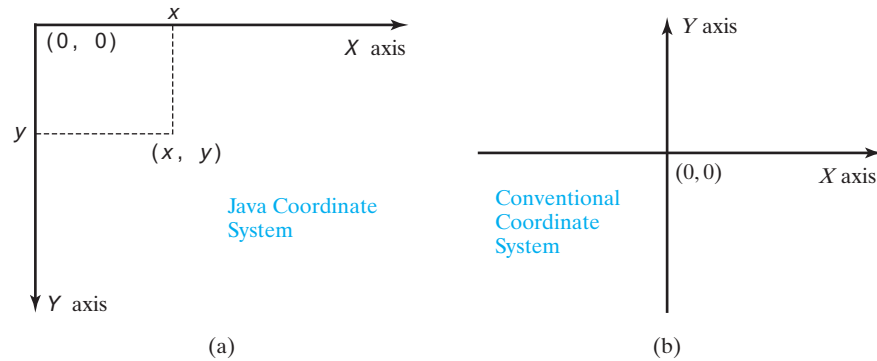 x
(0, 0)
X axis
y
(x, y)
Java Coordinate
System
Y axis
(a)
Y axis
(0, 0)
X axis
Conventional
Coordinate
System
(b)